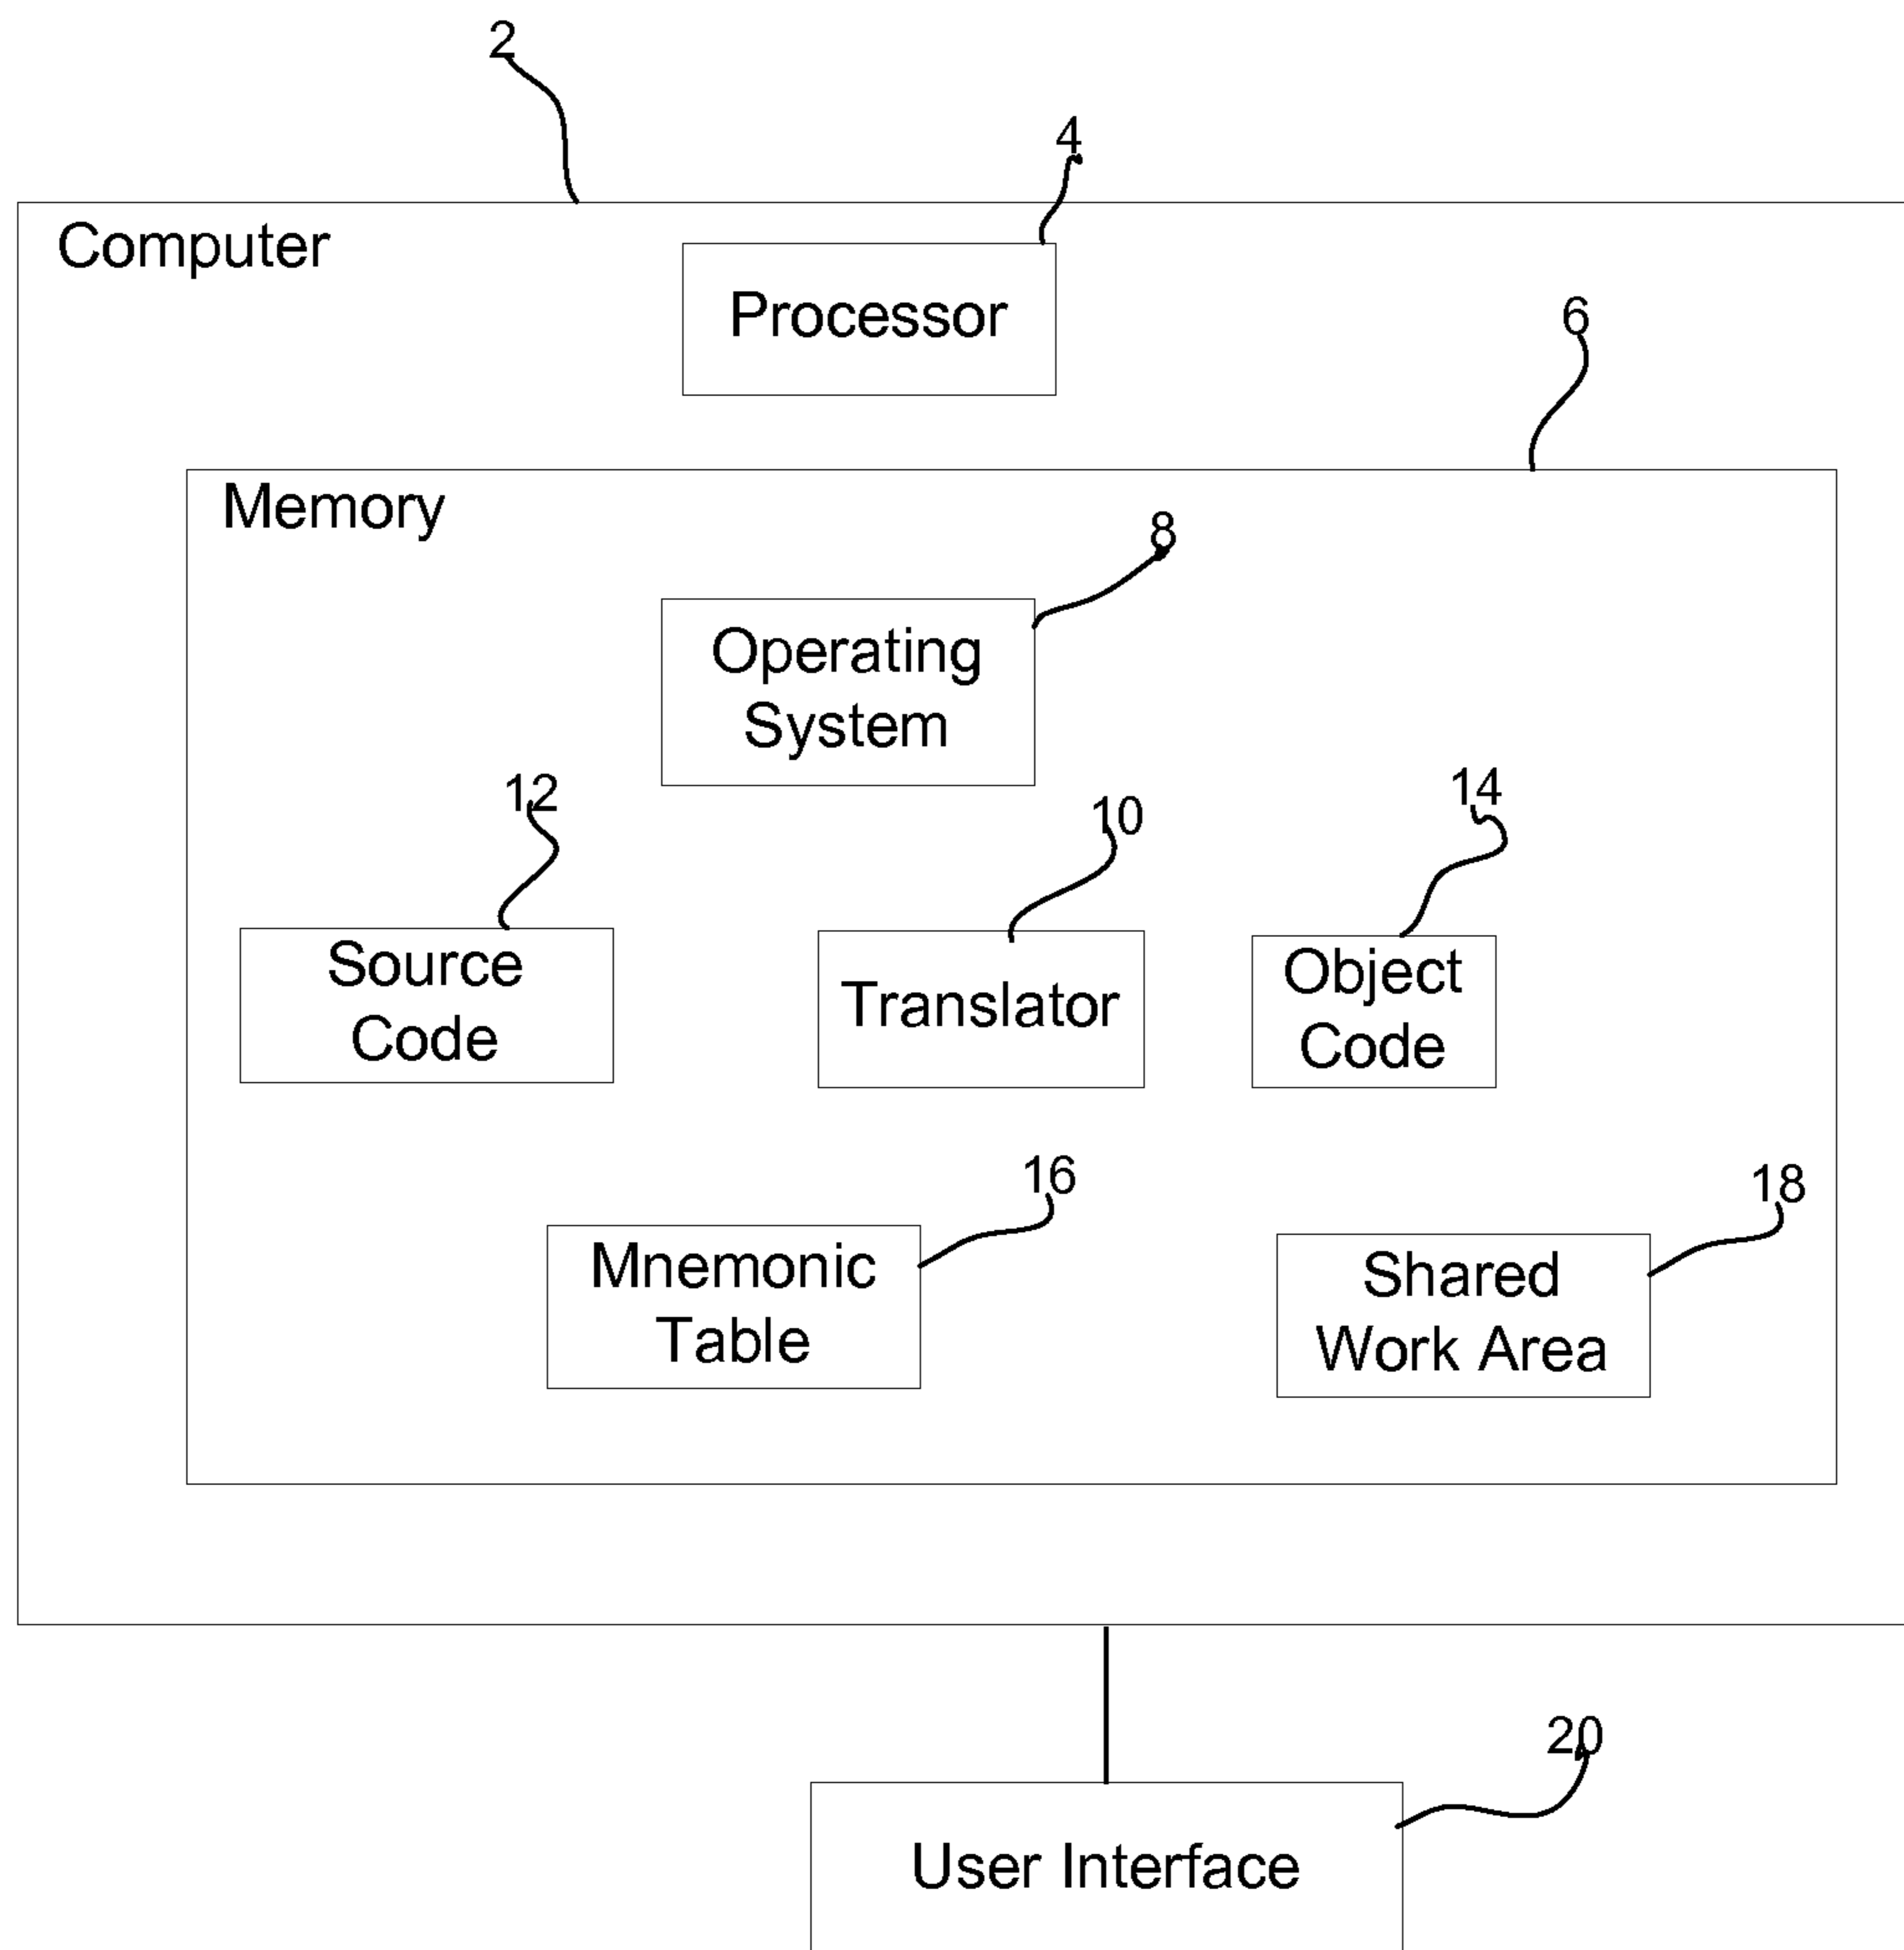 2
4
Computer
Processor
6
Memory
8
Operating
System
12
10
14
Source
Code
Translator
Object
Code
16
18
Mnemonic
Table
Shared
Work Area
20
User Interface